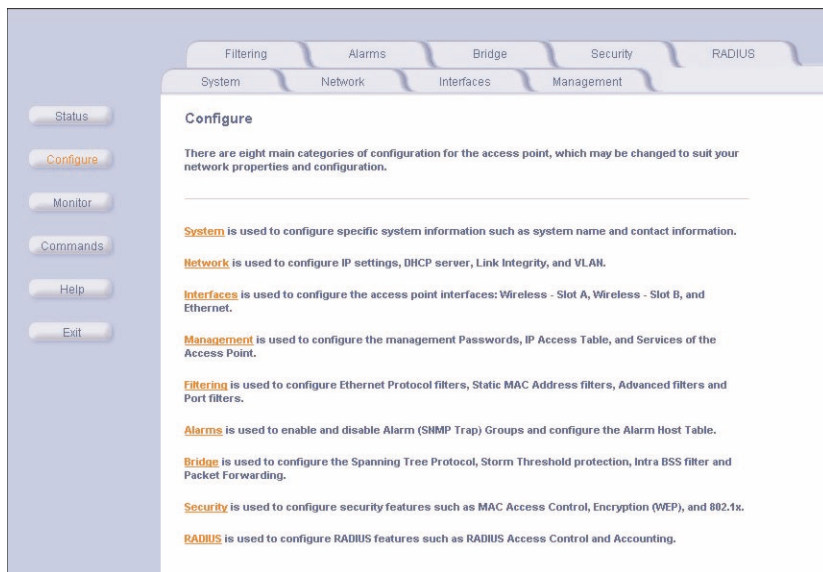 Filtering Alarms Bridge Security RADIUS
System Network Interfaces Management
Status
Configure
Monitor
Commands
Help
Exit
Configure
There are eight main categories of configuration for the access point, which may be changed to suit your
network properties and configuration.
System is used to configure specific system information such as system name and contact information.
Network is used to configure IP settings, DHCP server, Link Integrity, and VLAN.
Interfaces is used to configure the access point interfaces: Wireless - Slot A, Wireless - Slot B, and
Ethernet.
Management is used to configure the management Passwords, IP Access Table, and Services of the
Access Point.
Filtering is used to configure Ethernet Protocol filters, Static MAC Address filters, Advanced filters and
Port filters.
Alarms is used to enable and disable Alarm (SNMP Trap) Groups and configure the Alarm Host Table.
Bridge is used to configure the Spanning Tree Protocol, Storm Threshold protection, Intra BSS filter and
Packet Forwarding.
Security is used to configure security features such as MAC Access Control, Encryption (WEP), and 802.1x.
RADIUS is used to configure RADIUS features such as RADIUS Access Control and Accounting.